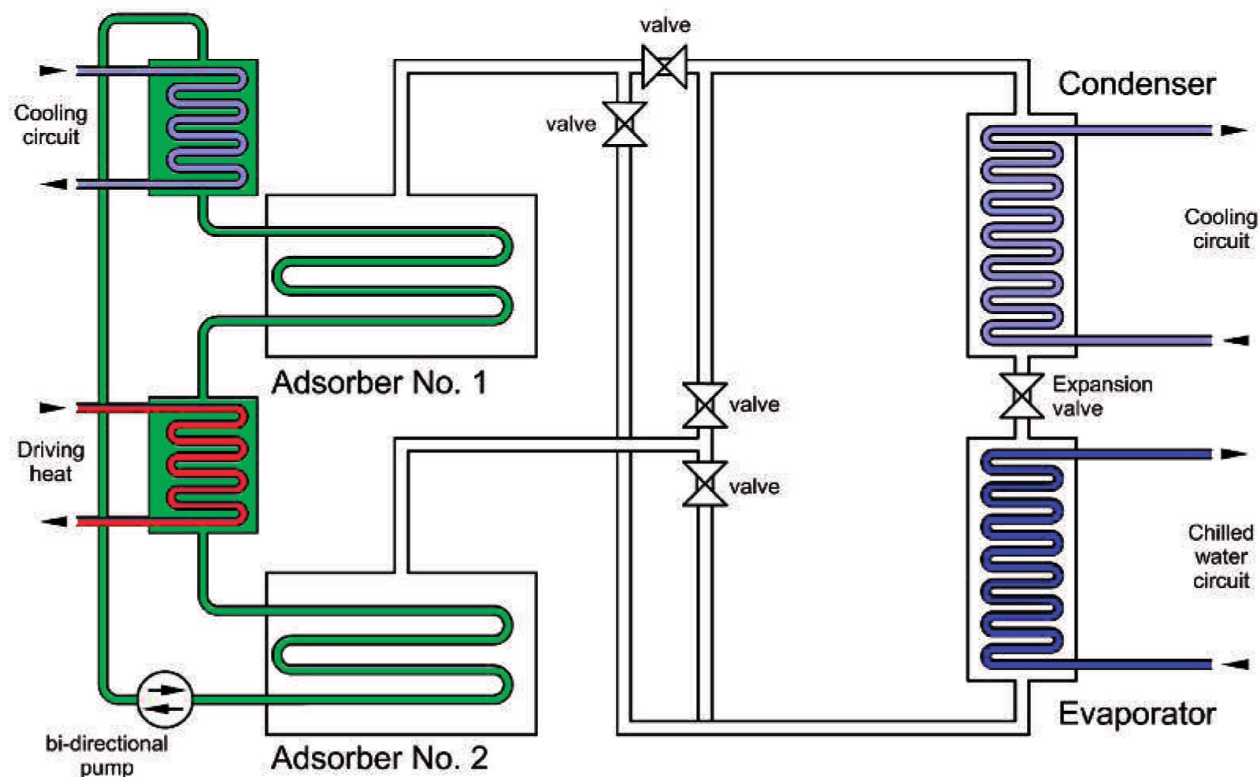 valve
Condenser
valve
Cooling
circuit
Cooling
circuit
Adsorber No. 1
Expansion
valve
valve
Driving
heat
valve
Chilled
water
circuit
Evaporator
bi-directional
pump
Adsorber No. 2